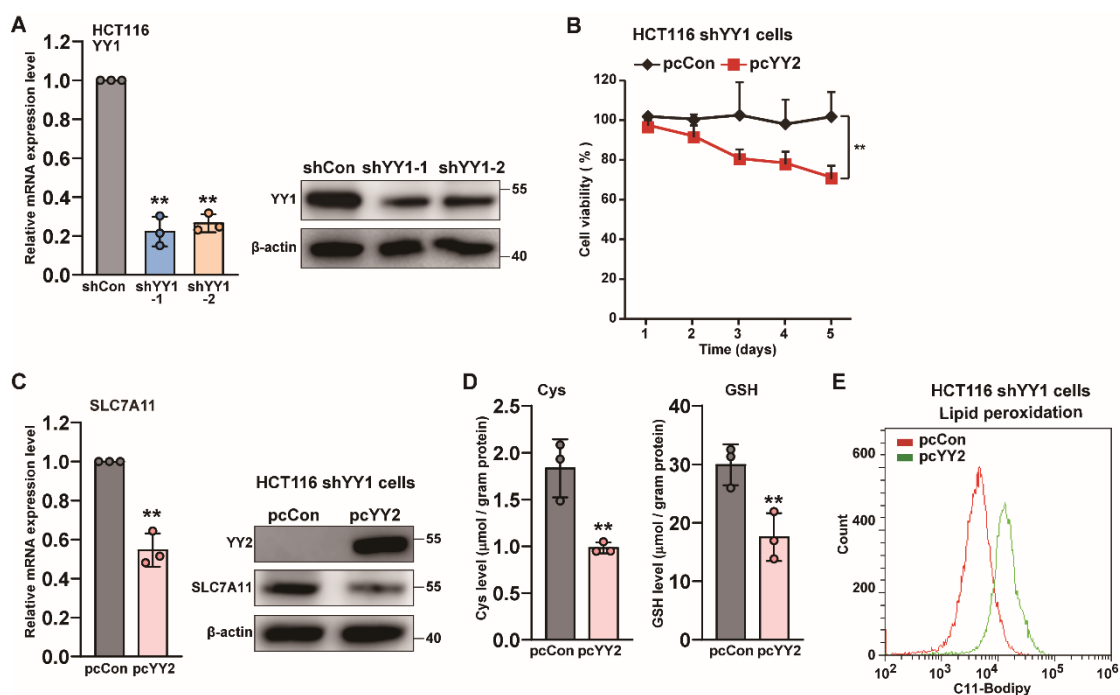 A
HCT116
YY1
Relative mRNA expression level
1.2
1.0
0.8
0.6
0.4
0.2
0.0
**
**
shCon
shYY1
-1
shYY1
-2
shCon shYY1-1 shYY1-2
YY1
55
β-actin
40
B
HCT116 shYY1 cells
pcCon pcYY2
Cell viability ( % )
120
100
80
60
40
20
0
**
1 2 3 4 5
Time (days)
C
SLC7A11
Relative mRNA expression level
1.2
1.0
0.8
0.6
0.4
0.2
0.0
**
pcCon pcYY2
HCT116 shYY1 cells
pcCon pcYY2
YY2
55
SLC7A11
55
β-actin
40
D
Cys
Cys level (μmol / gram protein)
2.5
2.0
1.5
1.0
0.5
0.0
**
pcCon pcYY2
GSH
GSH level (μmol / gram protein)
40
30
20
10
0
**
pcCon pcYY2
E
HCT116 shYY1 cells
Lipid peroxidation
pcCon
pcYY2
Count
600
400
200
0
10² 10³ 10⁴ 10⁵ 10⁶
C11-Bodipy